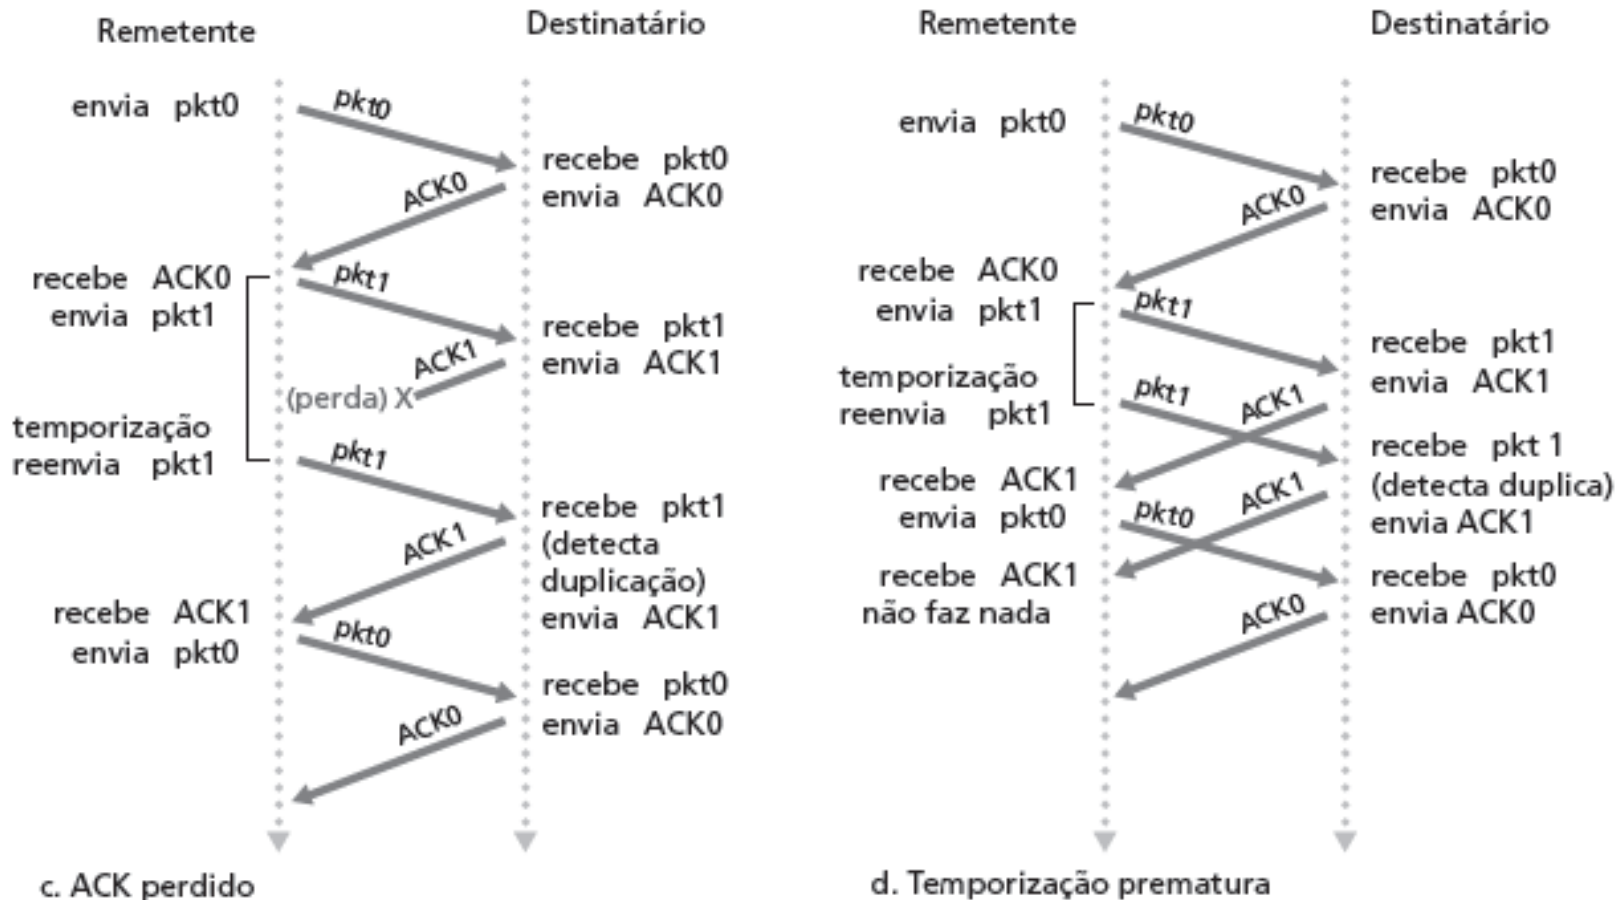 Remetente
Destinatário
envia pkt0
pkt0
recebe pkt0
envia ACK0
ACK0
recebe ACK0
envia pkt1
pkt1
recebe pkt1
envia ACK1
ACK1
(perda) X
temporização
reenvia pkt1
pkt1
recebe pkt1
(detecta
duplicação)
envia ACK1
ACK1
recebe ACK1
envia pkt0
pkt0
recebe pkt0
envia ACK0
ACK0
c. ACK perdido
Remetente
Destinatário
envia pkt0
pkt0
recebe pkt0
envia ACK0
ACK0
recebe ACK0
envia pkt1
pkt1
recebe pkt1
envia ACK1
temporização
reenvia pkt1
pkt1
ACK1
recebe pkt 1
(detecta duplica)
envia ACK1
recebe ACK1
envia pkt0
ACK1
pkt0
recebe ACK1
não faz nada
recebe pkt0
envia ACK0
ACK0
d. Temporização prematura